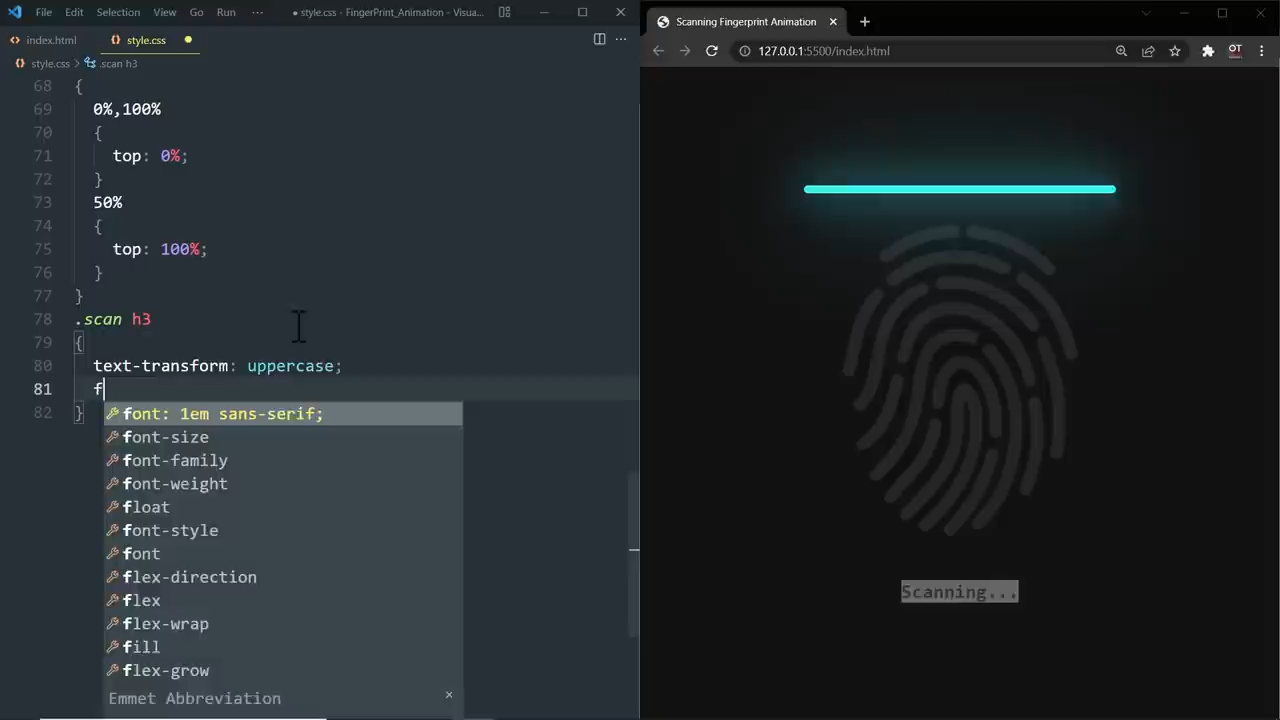 File Edit Selection View Go Run ··· ● style.css - FingerPrint_Animation - Visua...
index.html style.css
style.css > .scan h3
68 {
69 0%,100%
70 {
71 top: 0%;
72 }
73 50%
74 {
75 top: 100%;
76 }
77 }
78 .scan h3
79 {
80 text-transform: uppercase;
81 f
82 }
font: 1em sans-serif;
font-size
font-family
font-weight
float
font-style
font
flex-direction
flex
flex-wrap
fill
flex-grow
Emmet Abbreviation
Scanning Fingerprint Animation
127.0.0.1:5500/index.html
OT
Scanning...